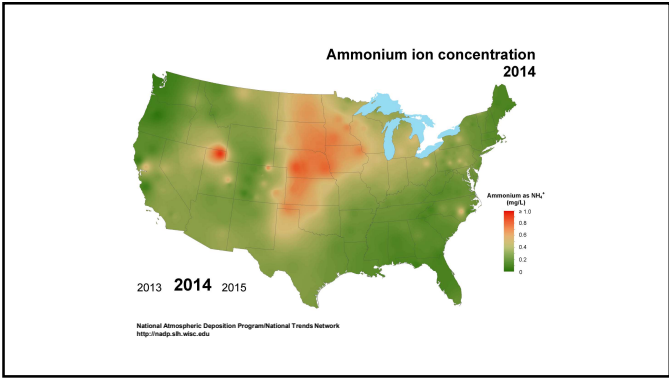 Ammonium ion concentration
2014
Ammonium as NH₄⁺
(mg/L)
≥ 1.0
0.8
0.6
0.4
0.2
0
2013 2014 2015
National Atmospheric Deposition Program/National Trends Network
http://nadp.slh.wisc.edu